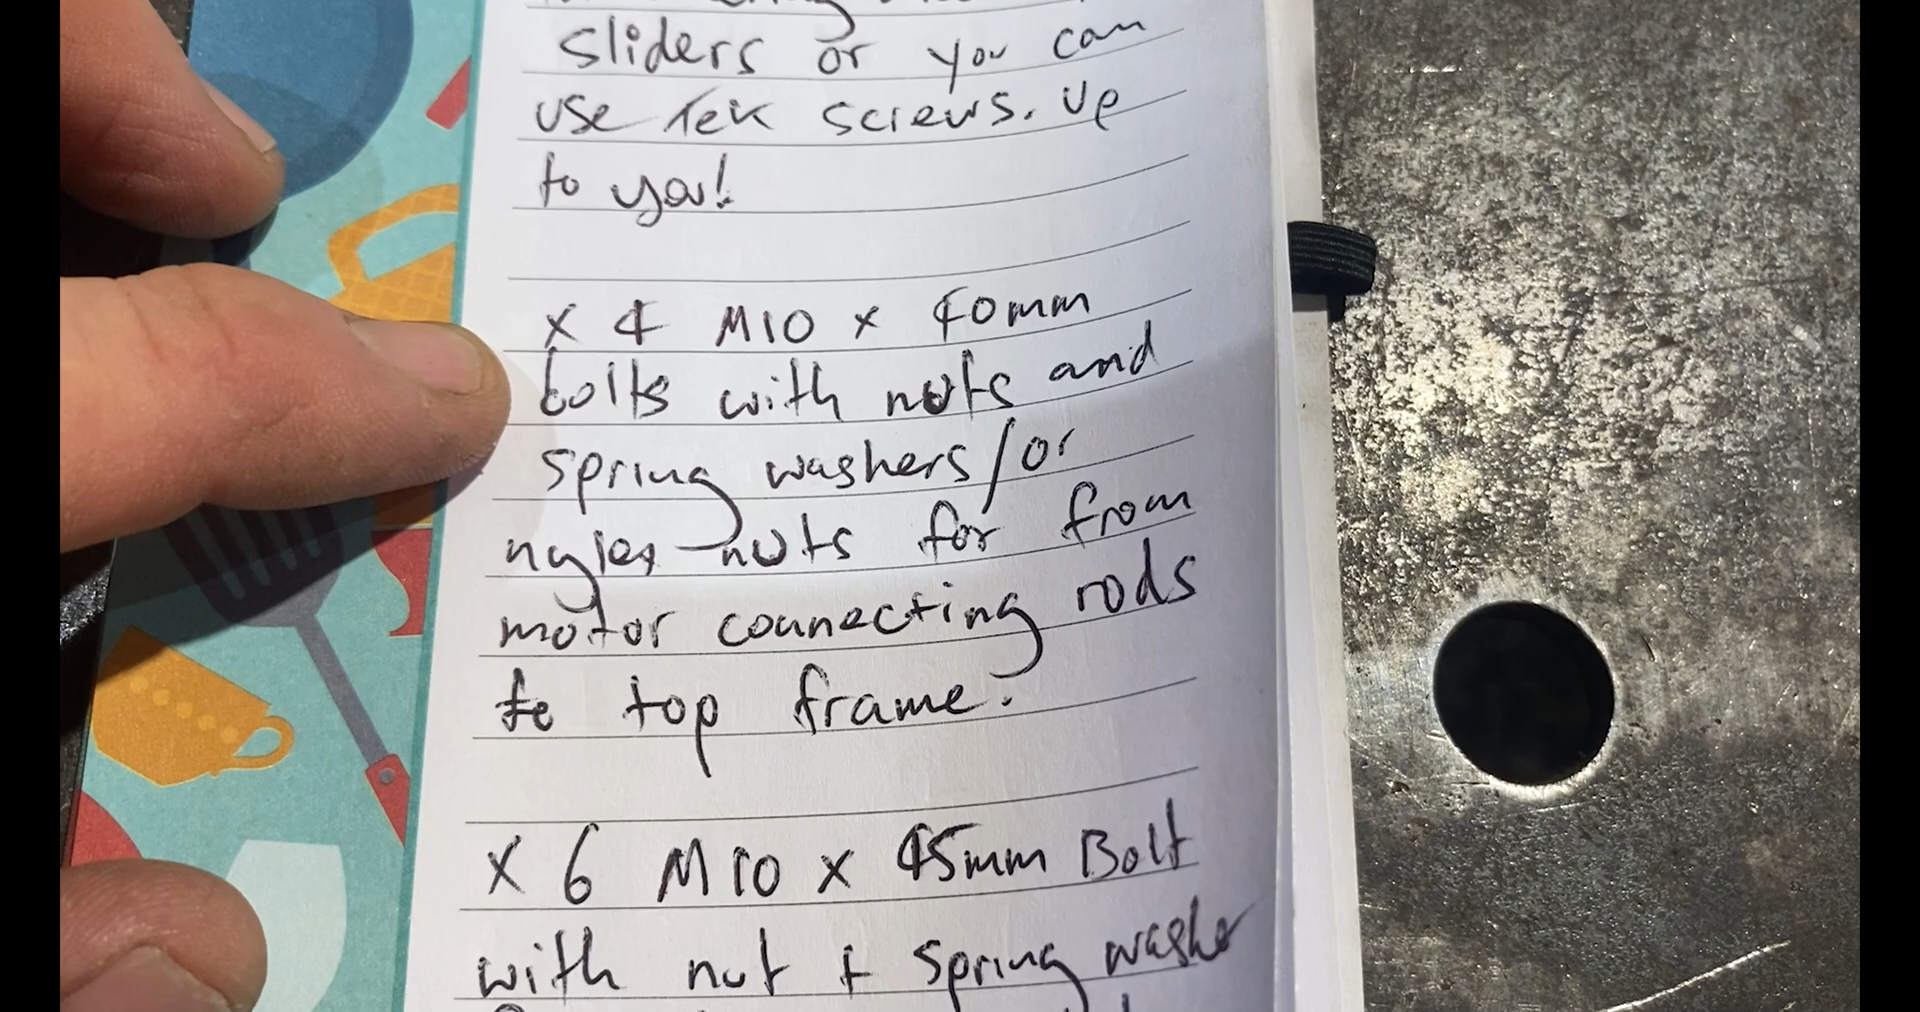 sliders or you can
use Tek screws. Up
to you!
x 4 M10 x 40mm
bolts with nuts and
spring washers/or
nylex nuts for from
motor connecting rods
to top frame.
x 6 M10 x 45mm Bolt
with nut + spring washer